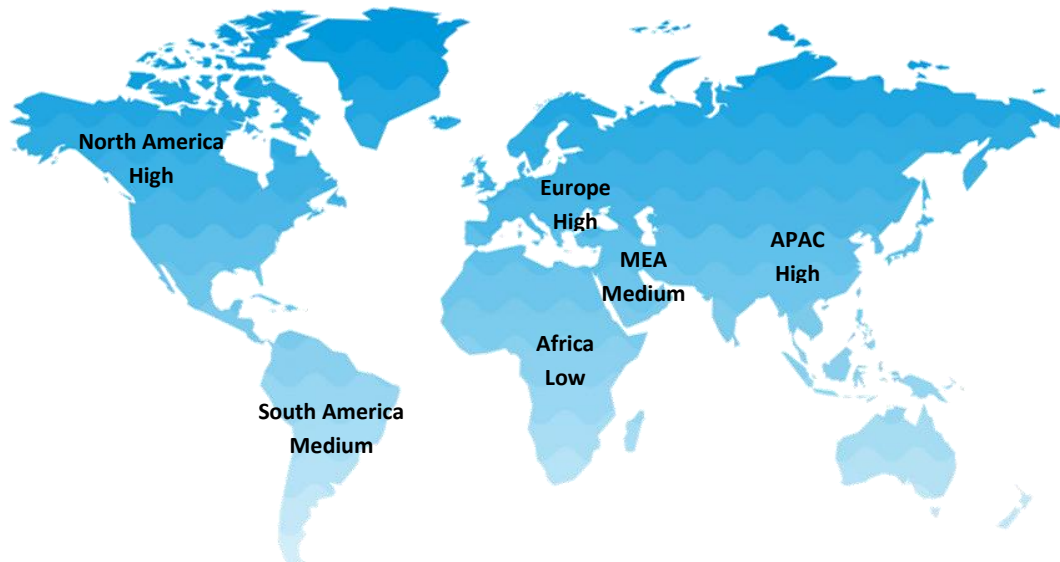 North America
High
Europe
High
APAC
High
MEA
Medium
Africa
Low
South America
Medium